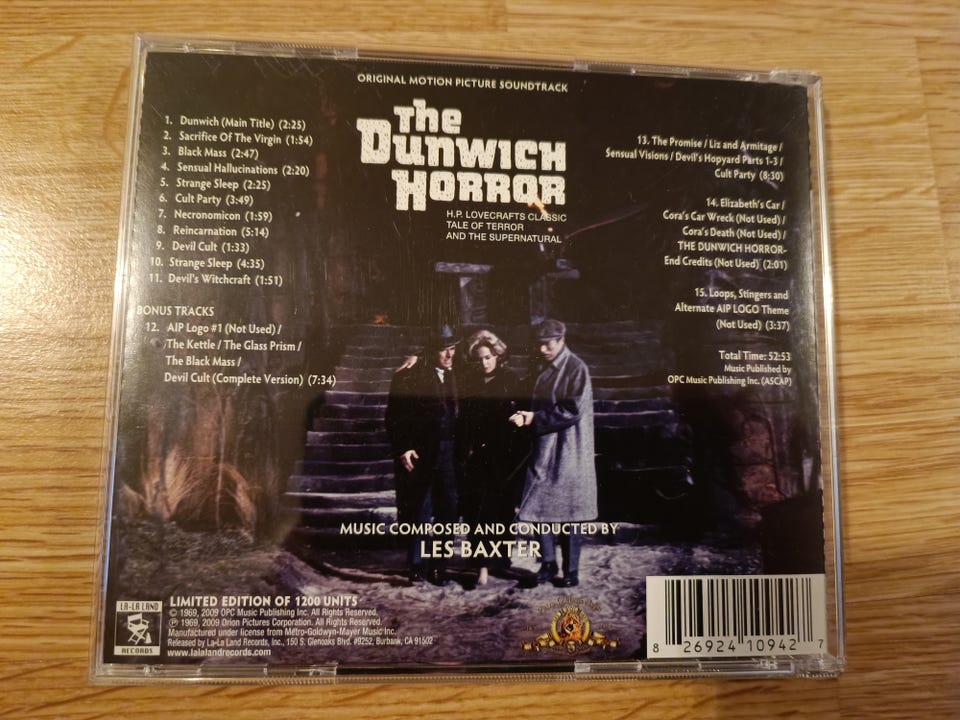 ORIGINAL MOTION PICTURE SOUNDTRACK
The
DUNWICH
HORROR
H.P. LOVECRAFTS CLASSIC
TALE OF TERROR
AND THE SUPERNATURAL
1. Dunwich (Main Title) (2:25)
2. Sacrifice Of The Virgin (1:54)
3. Black Mass (2:47)
4. Sensual Hallucinations (2:20)
5. Strange Sleep (2:25)
6. Cult Party (3:49)
7. Necronomicon (1:59)
8. Reincarnation (5:14)
9. Devil Cult (1:33)
10. Strange Sleep (4:35)
11. Devil's Witchcraft (1:51)
BONUS TRACKS
12. AIP Logo #1 (Not Used) /
The Kettle / The Glass Prism /
The Black Mass /
Devil Cult (Complete Version) (7:34)
13. The Promise / Liz and Armitage /
Sensual Visions / Devil's Hopyard Parts 1-3 /
Cult Party (8:30)
14. Elizabeth's Car /
Cora's Car Wreck (Not Used) /
Cora's Death (Not Used) /
THE DUNWICH HORROR-
End Credits (Not Used) (2:01)
15. Loops, Stingers and
Alternate AIP LOGO Theme
(Not Used) (3:37)
Total Time: 52:53
Music Published by
OPC Music Publishing Inc. (ASCAP)
MUSIC COMPOSED AND CONDUCTED BY
LES BAXTER
LA-LA LAND
RECORDS
LIMITED EDITION OF 1200 UNITS
© 1969, 2009 OPC Music Publishing Inc. All Rights Reserved.
℗ 1969, 2009 Orion Pictures Corporation. All Rights Reserved.
Manufactured under license from Metro-Goldwyn-Mayer Music Inc.
Released by La-La Land Records, Inc., 150 S. Glenoaks Blvd. #9252, Burbank, CA 91502
www.lalalandrecords.com
8 26924 10942 7